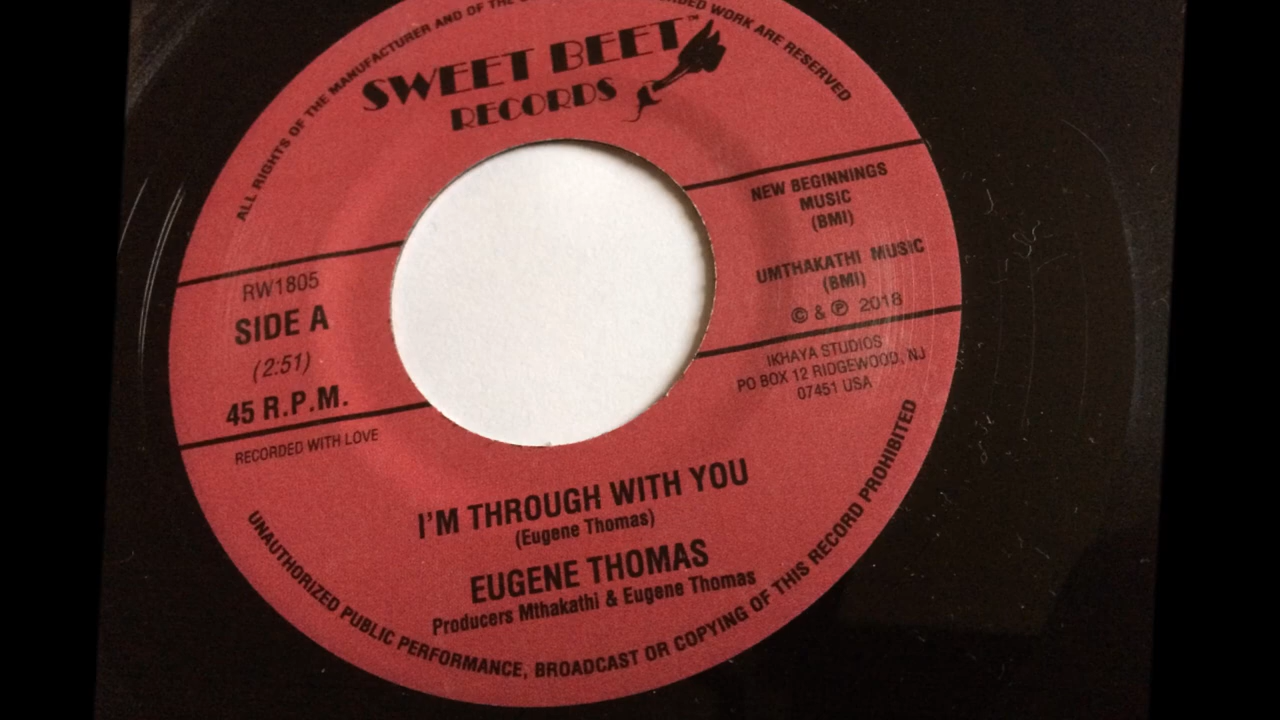 ALL RIGHTS OF THE MANUFACTURER AND OF THE
WORK ARE RESERVED
SWEET BEET™
RECORDS
NEW BEGINNINGS
MUSIC
(BMI)
UMTHAKATHI MUSIC
(BMI)
© & ℗ 2018
IKHAYA STUDIOS
PO BOX 12 RIDGEWOOD, NJ
07451 USA
RW1805
SIDE A
(2:51)
45 R.P.M.
RECORDED WITH LOVE
I'M THROUGH WITH YOU
(Eugene Thomas)
EUGENE THOMAS
Producers Mthakathi & Eugene Thomas
UNAUTHORIZED PUBLIC PERFORMANCE, BROADCAST OR COPYING OF THIS RECORD PROHIBITED